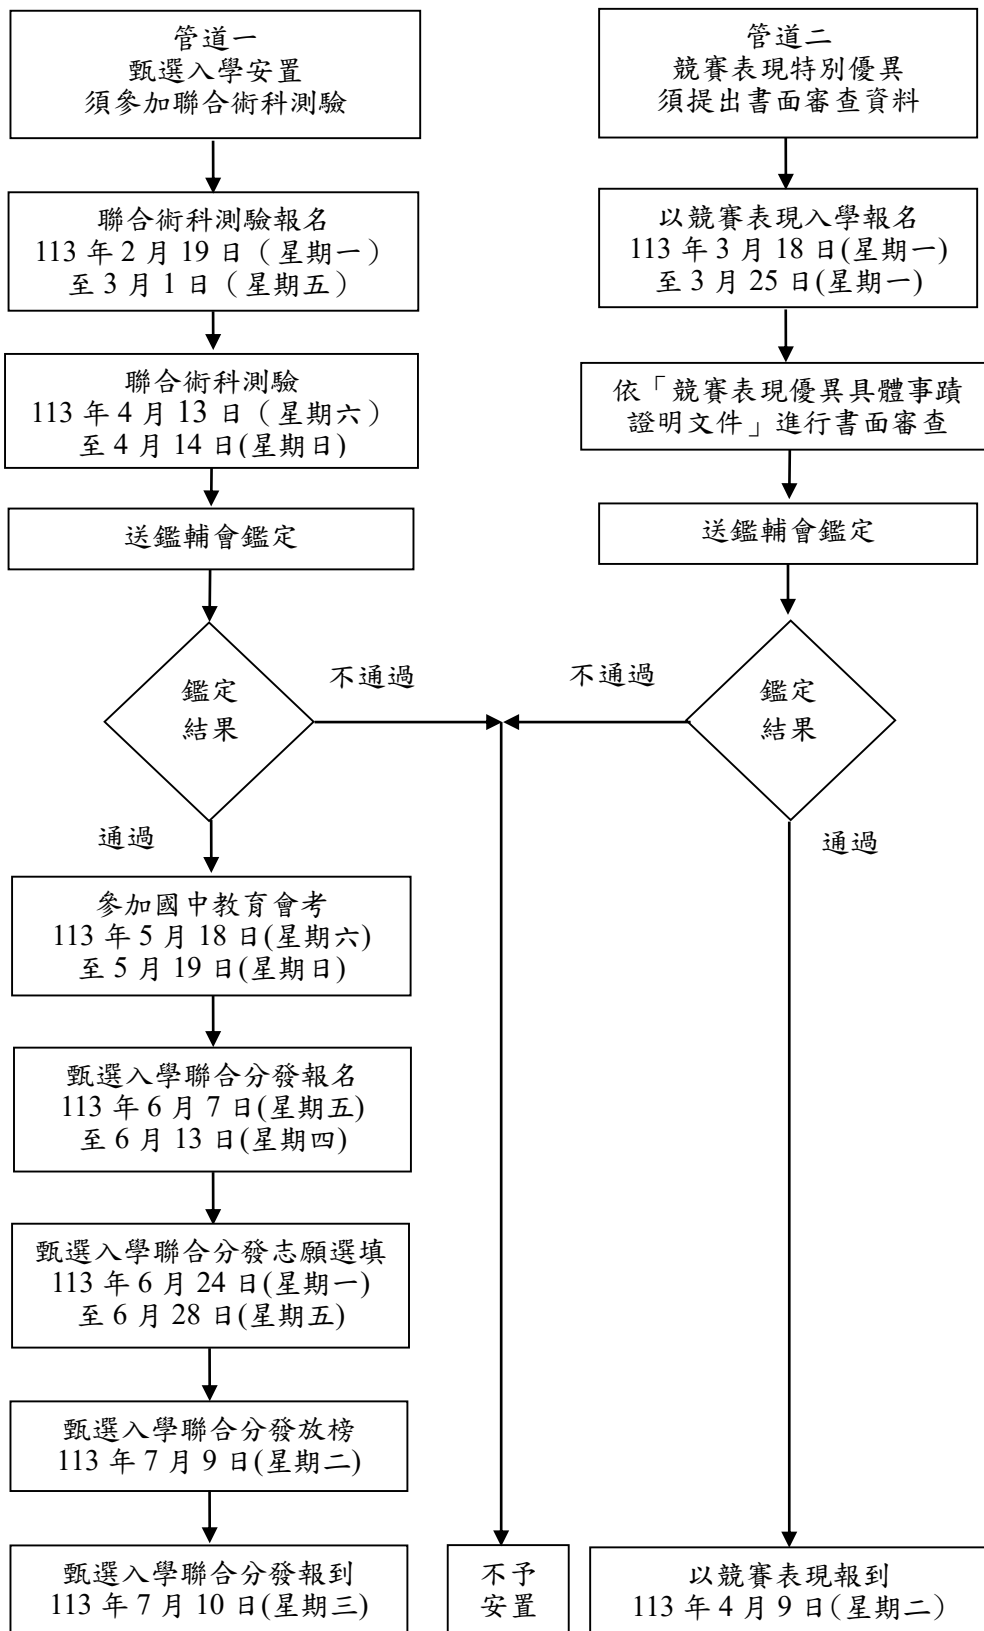 管道一
甄選入學安置
須參加聯合術科測驗
聯合術科測驗報名
113 年 2 月 19 日（星期一）
至 3 月 1 日（星期五）
聯合術科測驗
113 年 4 月 13 日（星期六）
至 4 月 14 日(星期日)
送鑑輔會鑑定
鑑定
結果
不通過
通過
參加國中教育會考
113 年 5 月 18 日(星期六)
至 5 月 19 日(星期日)
甄選入學聯合分發報名
113 年 6 月 7 日(星期五)
至 6 月 13 日(星期四)
甄選入學聯合分發志願選填
113 年 6 月 24 日(星期一)
至 6 月 28 日(星期五)
甄選入學聯合分發放榜
113 年 7 月 9 日(星期二)
甄選入學聯合分發報到
113 年 7 月 10 日(星期三)
管道二
競賽表現特別優異
須提出書面審查資料
以競賽表現入學報名
113 年 3 月 18 日(星期一)
至 3 月 25 日(星期一)
依「競賽表現優異具體事蹟
證明文件」進行書面審查
送鑑輔會鑑定
鑑定
結果
不通過
通過
不予
安置
以競賽表現報到
113 年 4 月 9 日（星期二）